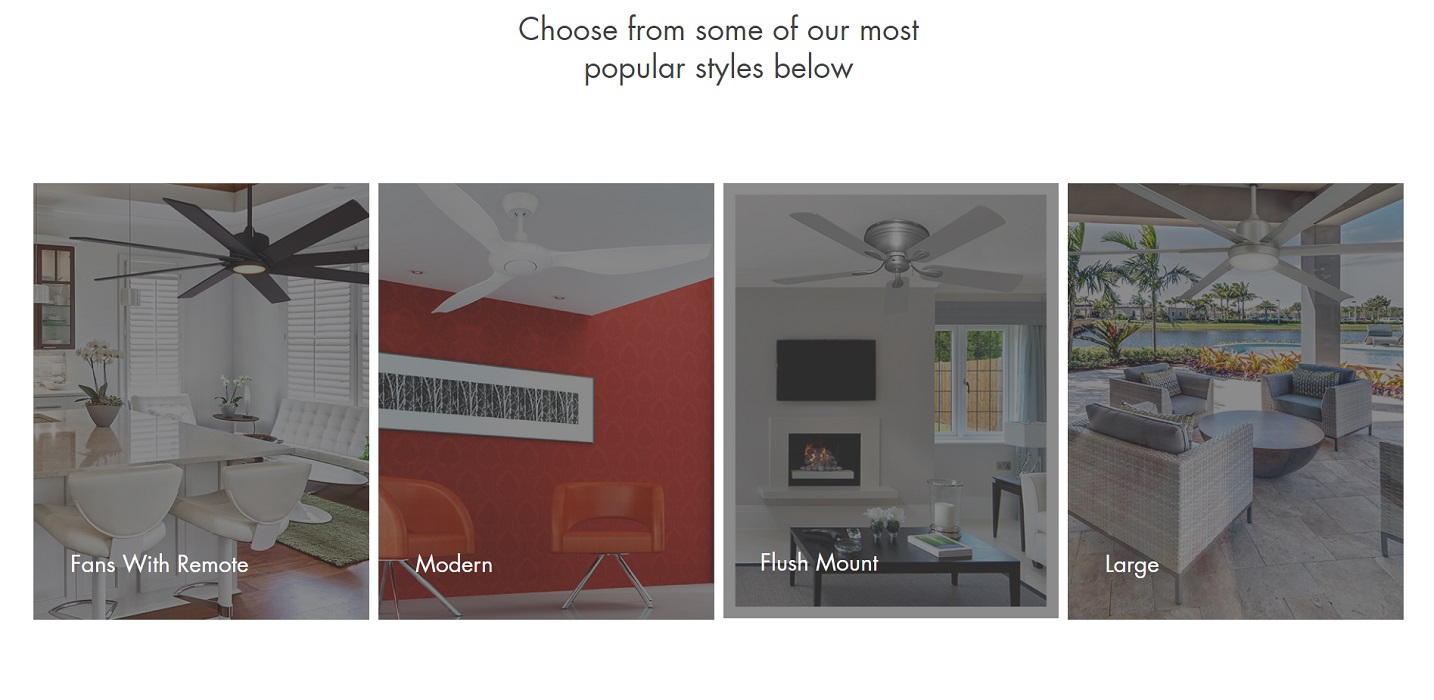 Choose from some of our most
popular styles below
Fans With Remote
Modern
Flush Mount
Large